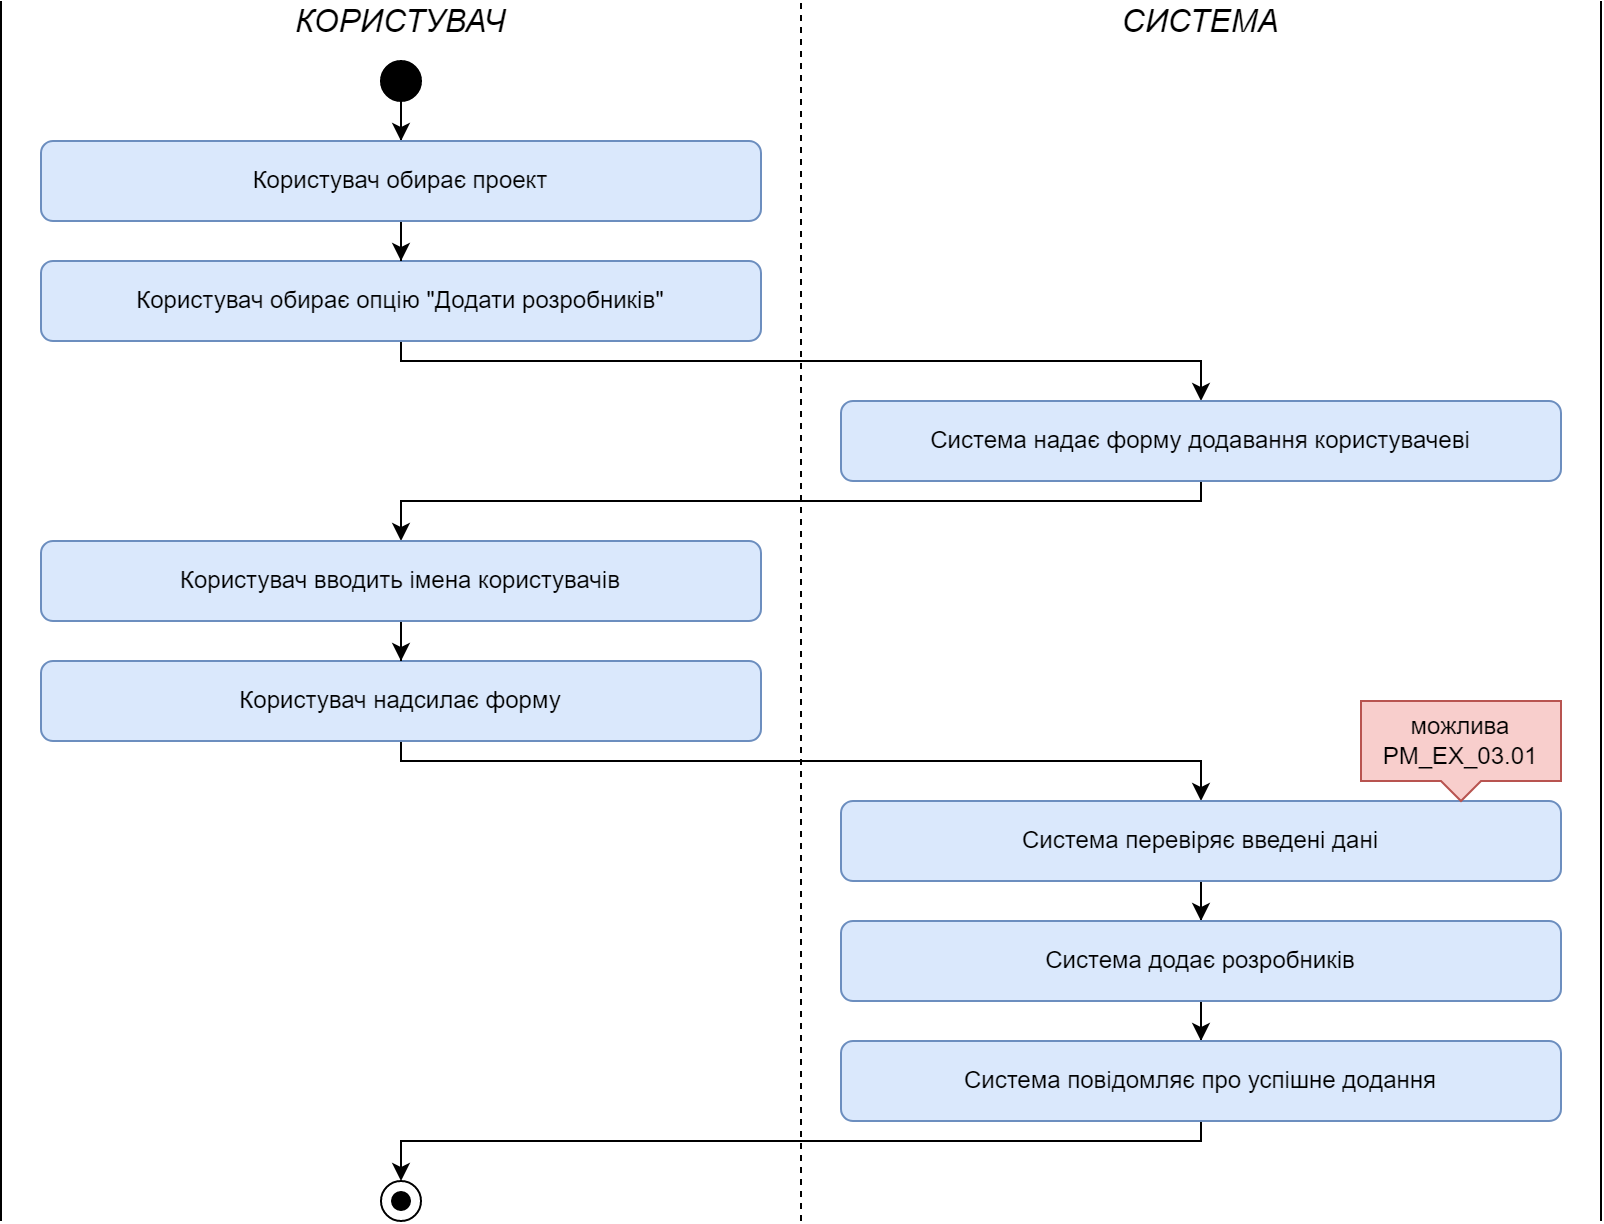 КОРИСТУВАЧ
СИСТЕМА
Користувач обирає проект
Користувач обирає опцію "Додати розробників"
Система надає форму додавання користувачеві
Користувач вводить імена користувачів
Користувач надсилає форму
можлива
PM_EX_03.01
Система перевіряє введені дані
Система додає розробників
Система повідомляє про успішне додання